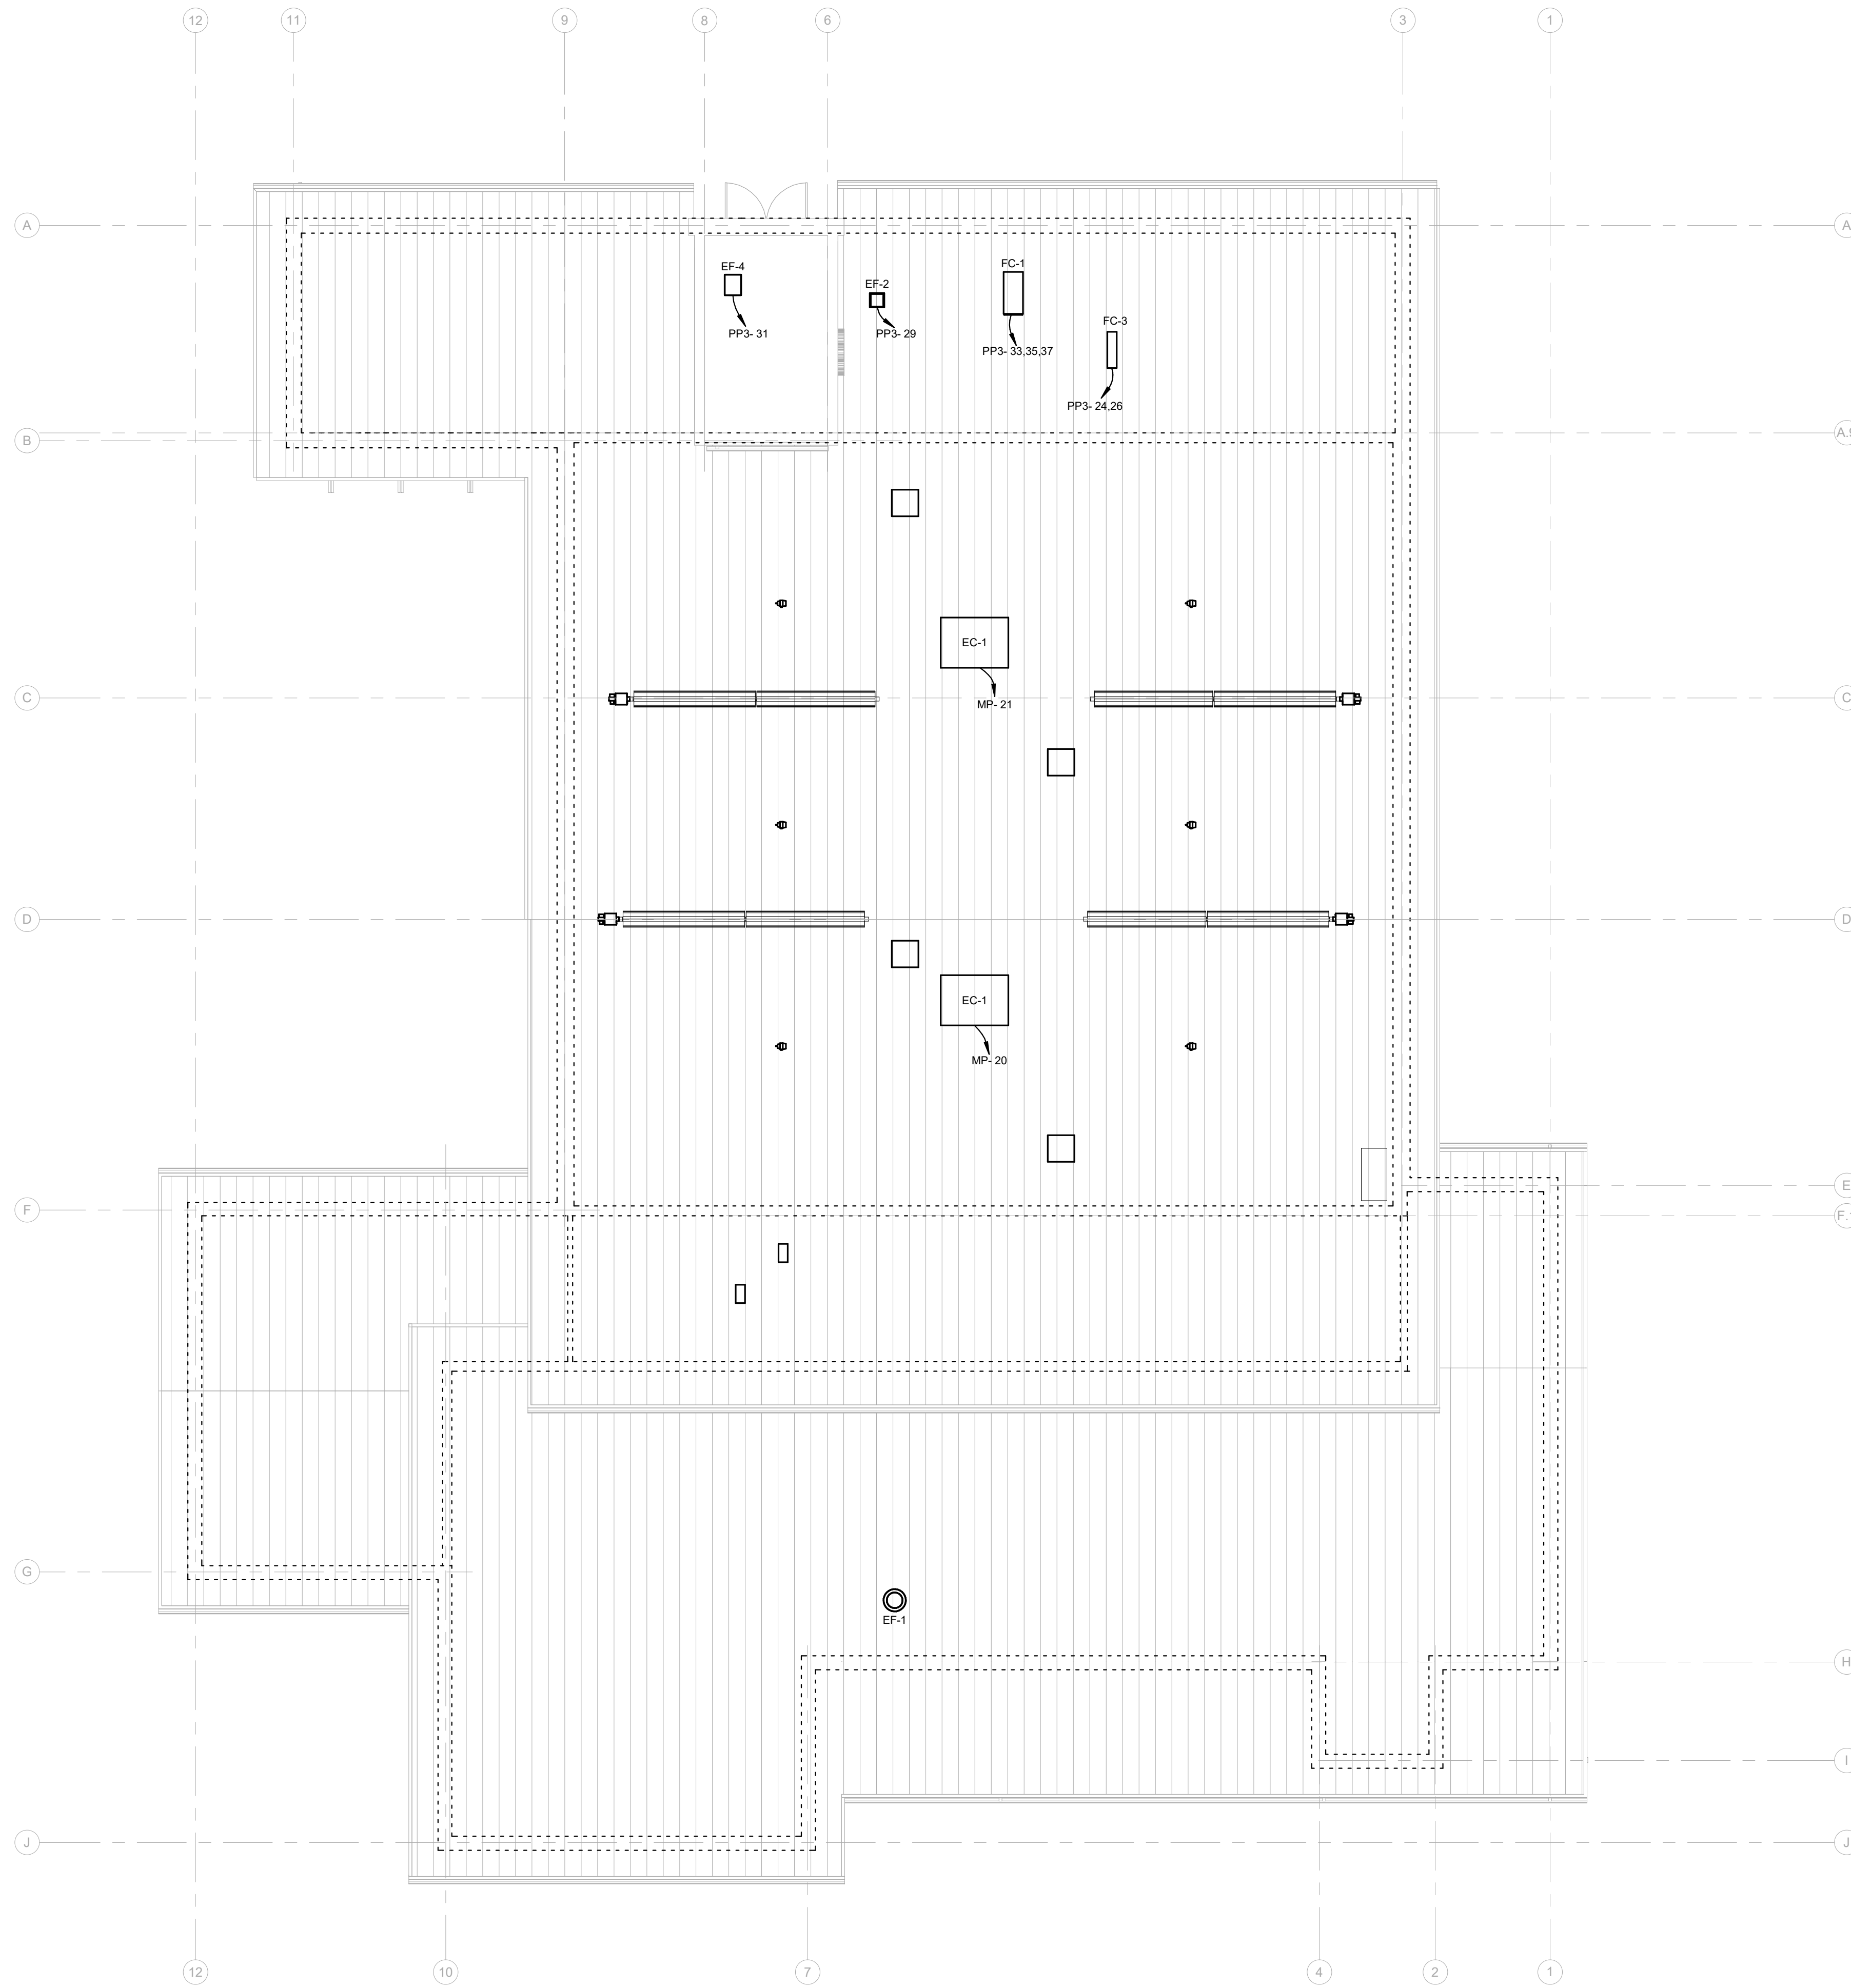 12
11
9
8
6
3
1
A
A
EF-4
EF-2
FC-1
FC-3
PP3- 31
PP3- 29
PP3- 33,35,37
PP3- 24,26
B
EC-1
C
C
MP- 21
D
D
EC-1
MP- 20
E
F
G
EF-1
H
I
J
J
12
10
7
4
2
1